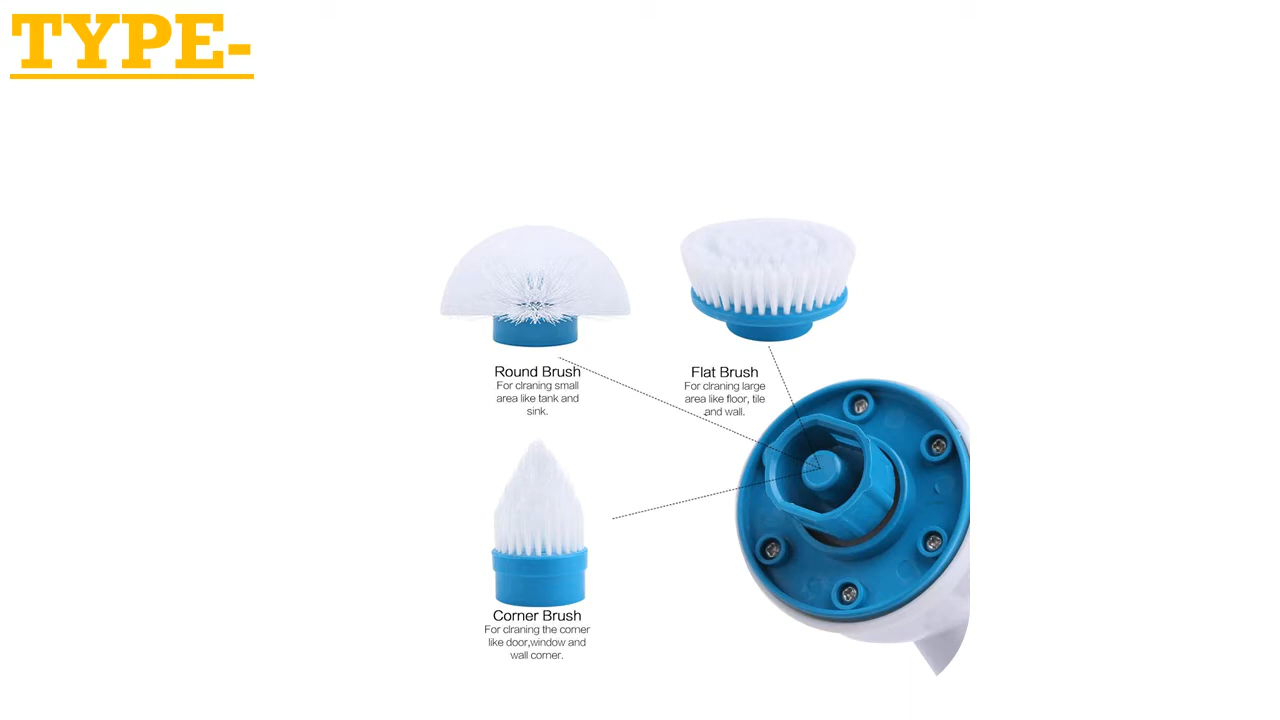 TYPE-
Round Brush
For clraning small
area like tank and
sink.
Flat Brush
For clraning large
area like floor, tile
and wall.
Corner Brush
For clraning the corner
like door,window and
wall corner.